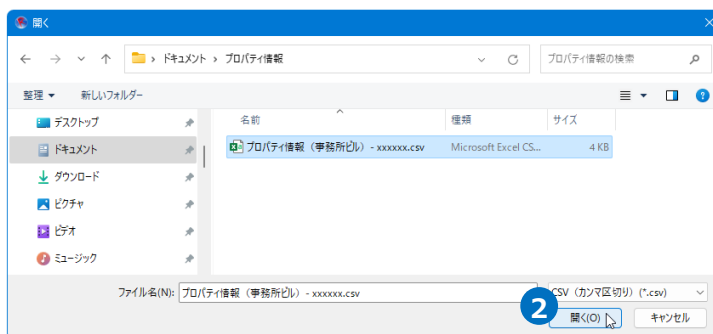 開く
ドキュメント › プロパティ情報
プロパティ情報の検索
整理 新しいフォルダー
名前 種類 サイズ
デスクトップ
ドキュメント
ダウンロード
ピクチャ
ビデオ
ミュージック
プロパティ情報（事務所ビル）- xxxxxx.csv Microsoft Excel CS... 4 KB
ファイル名(N): プロパティ情報（事務所ビル）- xxxxxx.csv CSV（カンマ区切り）(*.csv)
2
開く(O) キャンセル